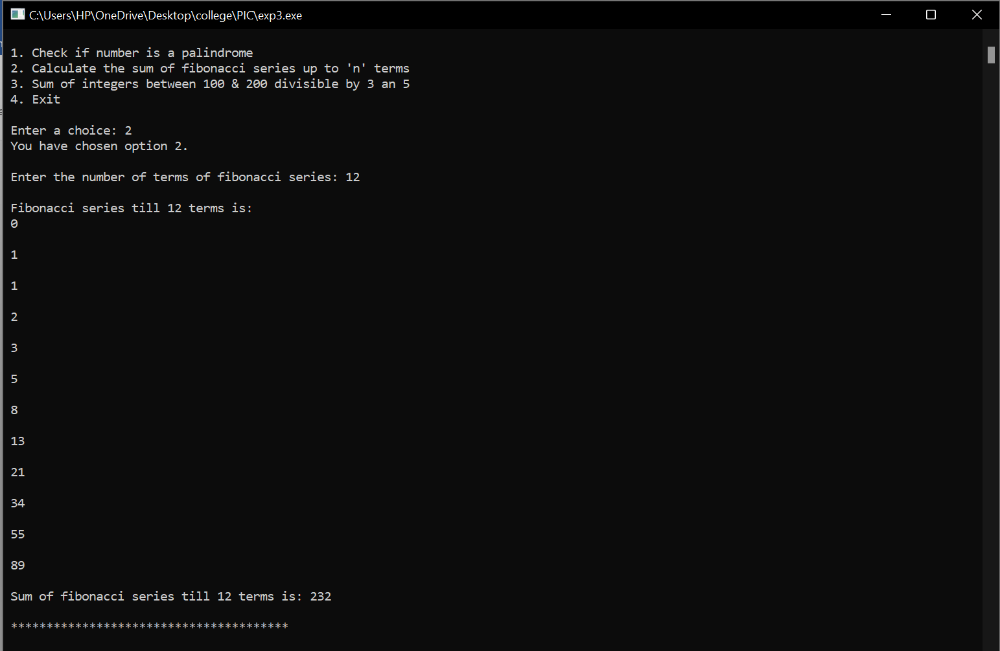 C:\Users\HP\OneDrive\Desktop\college\PIC\exp3.exe
1. Check if number is a palindrome
2. Calculate the sum of fibonacci series up to 'n' terms
3. Sum of integers between 100 & 200 divisible by 3 an 5
4. Exit
Enter a choice: 2
You have chosen option 2.
Enter the number of terms of fibonacci series: 12
Fibonacci series till 12 terms is:
0
1
1
2
3
5
8
13
21
34
55
89
Sum of fibonacci series till 12 terms is: 232
***************************************